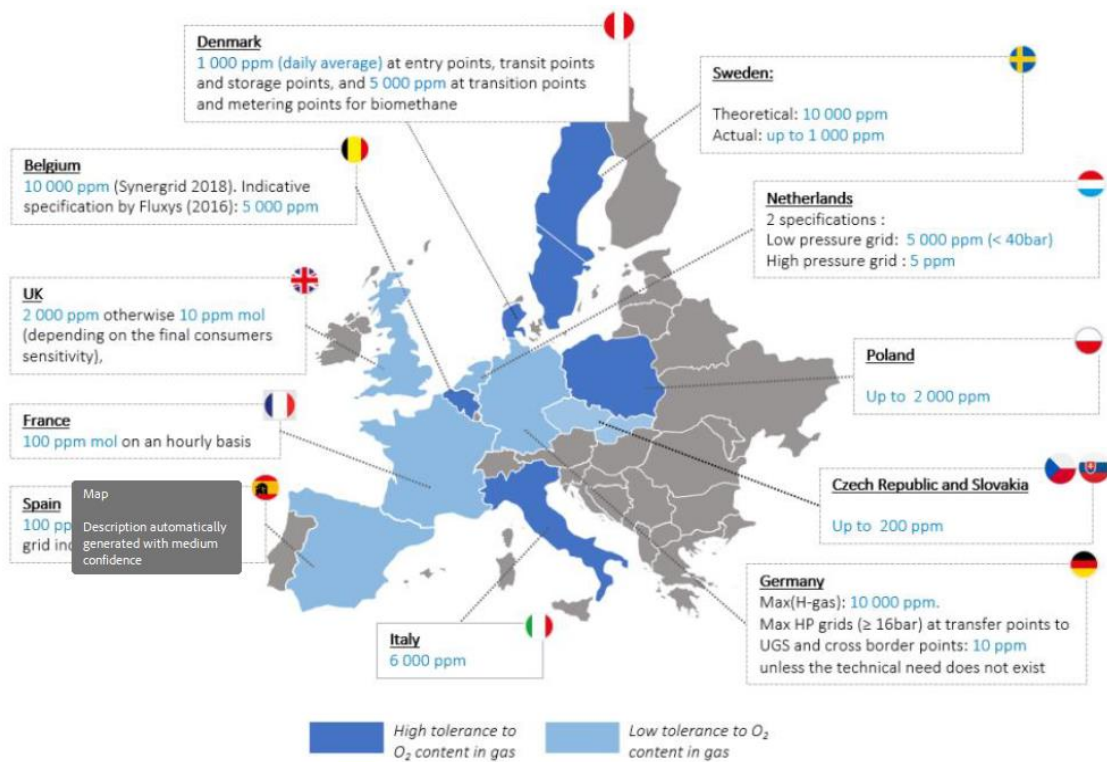 Denmark
1 000 ppm (daily average) at entry points, transit points
and storage points, and 5 000 ppm at transition points
and metering points for biomethane
Sweden:
Theoretical: 10 000 ppm
Actual: up to 1 000 ppm
Belgium
10 000 ppm (Synergrid 2018). Indicative
specification by Fluxys (2016): 5 000 ppm
Netherlands
2 specifications :
Low pressure grid: 5 000 ppm (< 40bar)
High pressure grid : 5 ppm
UK
2 000 ppm otherwise 10 ppm mol
(depending on the final consumers
sensitivity),
Poland
Up to 2 000 ppm
France
100 ppm mol on an hourly basis
Czech Republic and Slovakia
Up to 200 ppm
Spain
100
grid
Map
Description automatically
generated with medium
confidence
Germany
Max(H-gas): 10 000 ppm.
Max HP grids (≥ 16bar) at transfer points to
UGS and cross border points: 10 ppm
unless the technical need does not exist
Italy
6 000 ppm
High tolerance to
O₂ content in gas
Low tolerance to O₂
content in gas